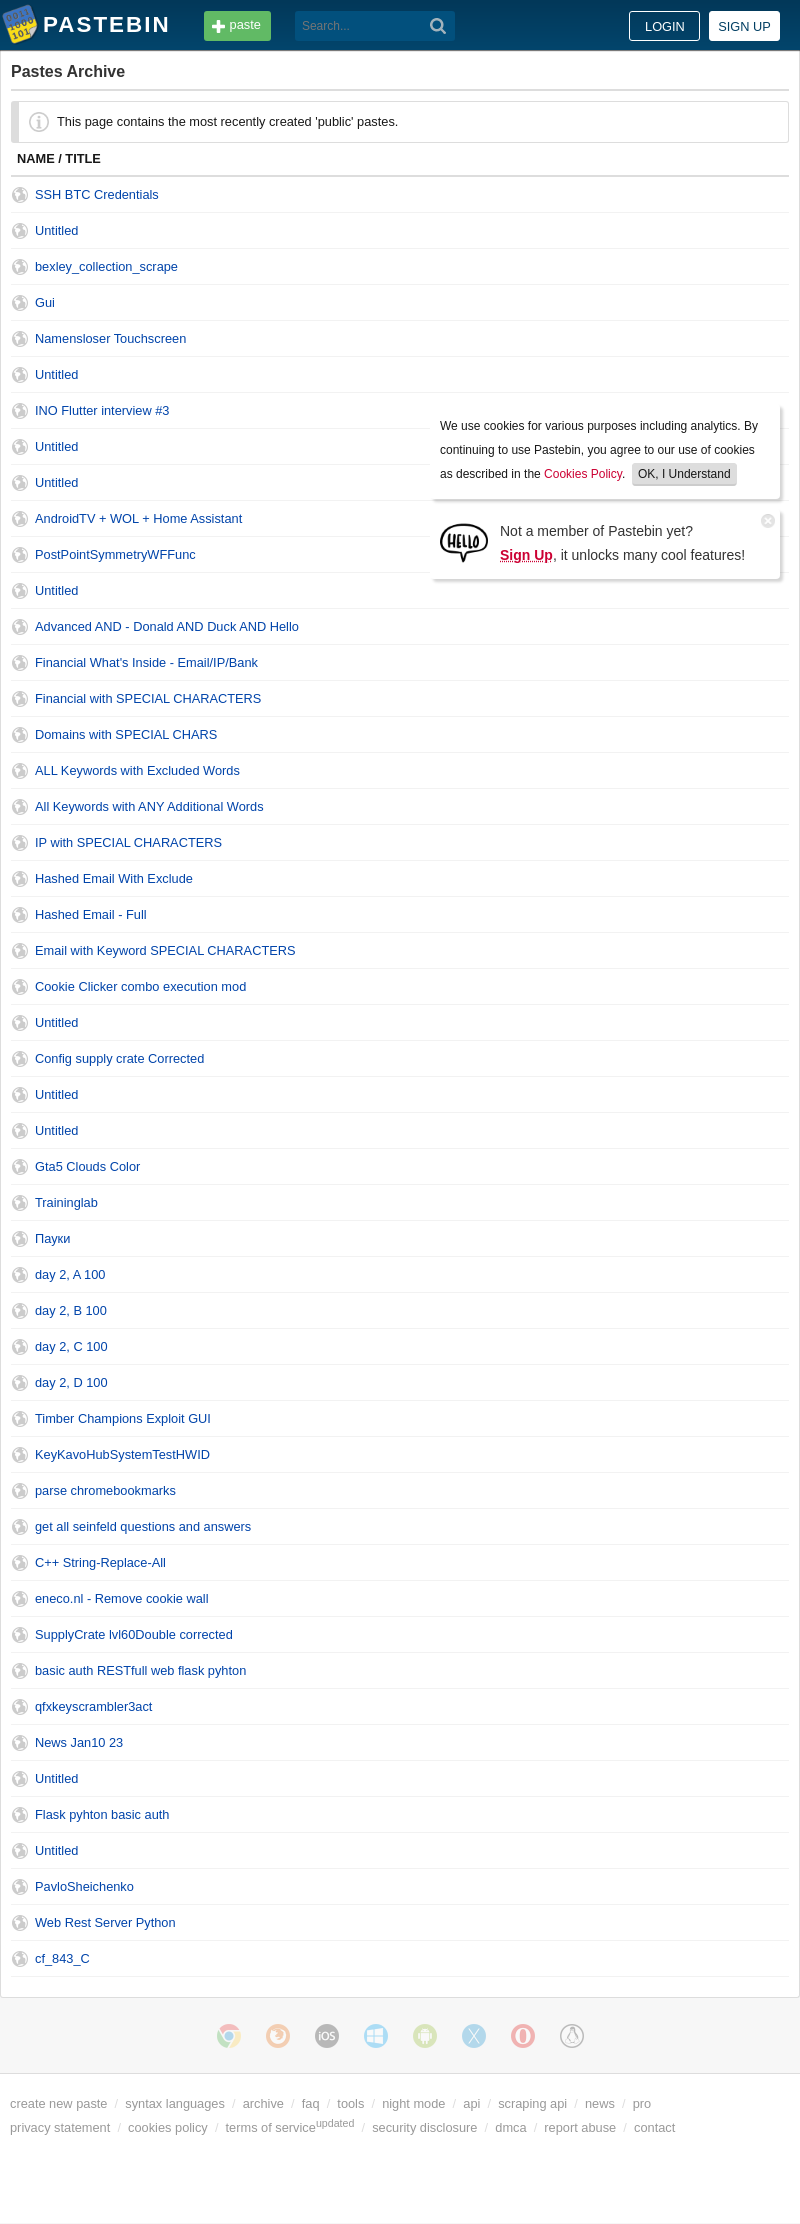 PASTEBIN
paste
Search...
LOGIN
SIGN UP
Pastes Archive
This page contains the most recently created 'public' pastes.
NAME / TITLE
SSH BTC Credentials
Untitled
bexley_collection_scrape
Gui
Namensloser Touchscreen
Untitled
INO Flutter interview #3
Untitled
Untitled
AndroidTV + WOL + Home Assistant
PostPointSymmetryWFFunc
Untitled
We use cookies for various purposes including analytics. By
continuing to use Pastebin, you agree to our use of cookies
as described in the Cookies Policy. OK, I Understand
HELLO
Not a member of Pastebin yet?
Sign Up, it unlocks many cool features!
Advanced AND - Donald AND Duck AND Hello
Financial What's Inside - Email/IP/Bank
Financial with SPECIAL CHARACTERS
Domains with SPECIAL CHARS
ALL Keywords with Excluded Words
All Keywords with ANY Additional Words
IP with SPECIAL CHARACTERS
Hashed Email With Exclude
Hashed Email - Full
Email with Keyword SPECIAL CHARACTERS
Cookie Clicker combo execution mod
Untitled
Config supply crate Corrected
Untitled
Untitled
Gta5 Clouds Color
Traininglab
Пауки
day 2, A 100
day 2, B 100
day 2, C 100
day 2, D 100
Timber Champions Exploit GUI
KeyKavoHubSystemTestHWID
parse chromebookmarks
get all seinfeld questions and answers
C++ String-Replace-All
eneco.nl - Remove cookie wall
SupplyCrate lvl60Double corrected
basic auth RESTfull web flask pyhton
qfxkeyscrambler3act
News Jan10 23
Untitled
Flask pyhton basic auth
Untitled
PavloSheichenko
Web Rest Server Python
cf_843_C
iOS
create new paste / syntax languages / archive / faq / tools / night mode / api / scraping api / news / pro
privacy statement / cookies policy / terms of service updated / security disclosure / dmca / report abuse / contact